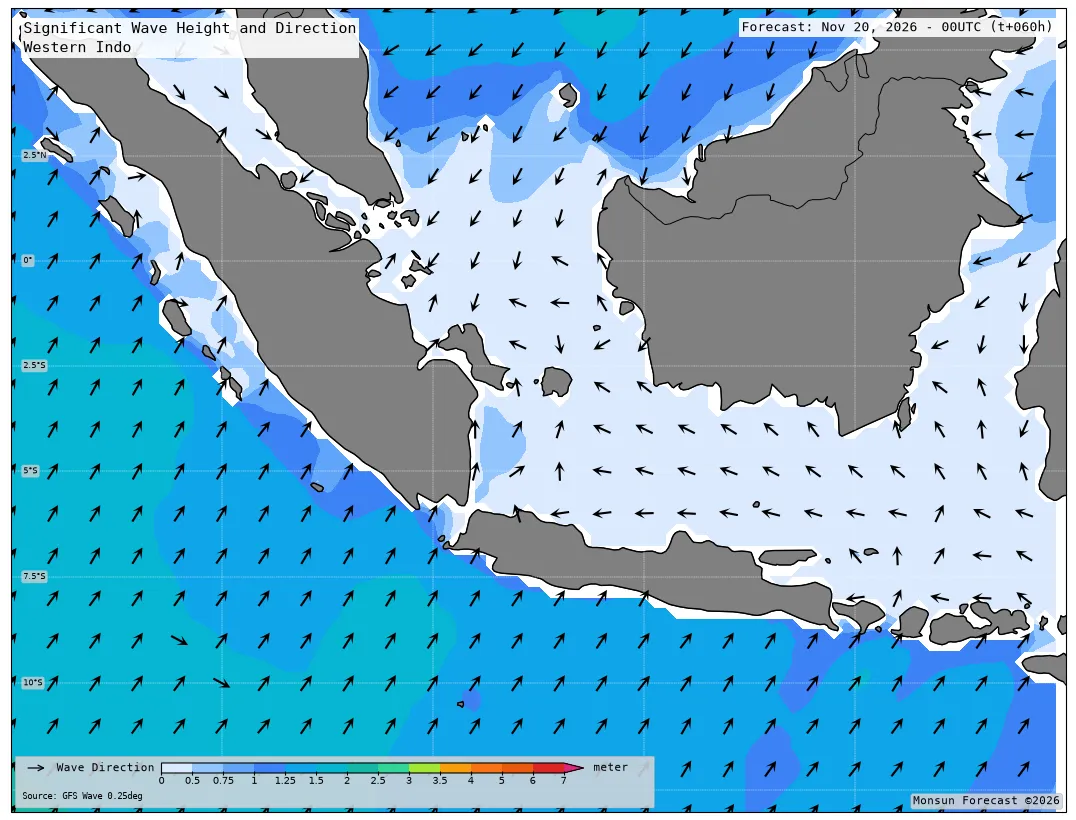 Significant Wave Height and Direction
Western Indo
Forecast: Nov 20, 2026 - 00UTC (t+060h)
2.5°N
0°
2.5°S
5°S
7.5°S
10°S
Wave Direction
0 0.5 0.75 1 1.25 1.5 2 2.5 3 3.5 4 5 6 7
meter
Source: GFS Wave 0.25deg
Monsun Forecast ©2026